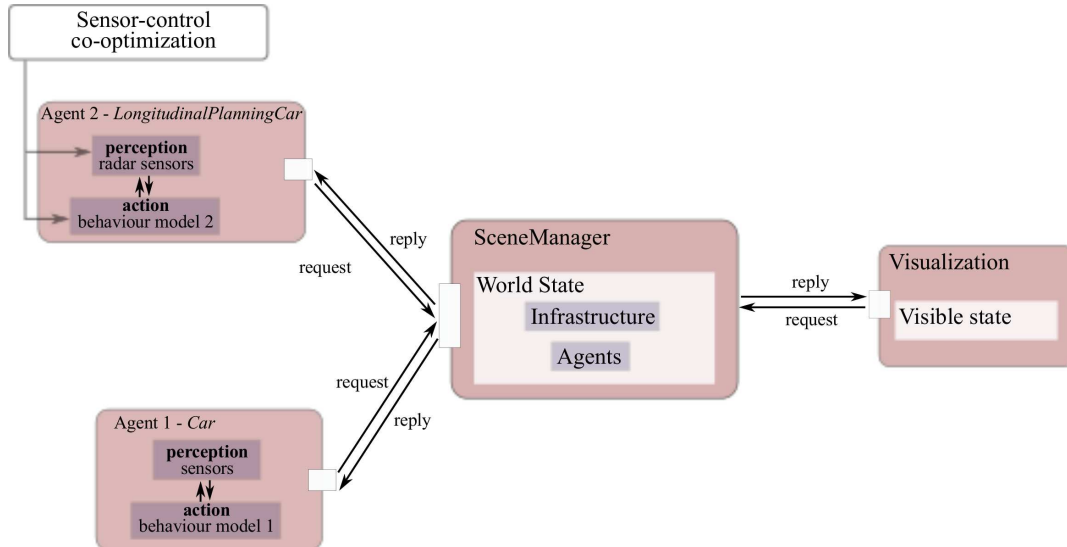 Sensor-control
co-optimization
Agent 2 - LongitudinalPlanningCar
perception
radar sensors
action
behaviour model 2
reply
request
SceneManager
World State
Infrastructure
Agents
reply
request
Visualization
Visible state
request
reply
Agent 1 - Car
perception
sensors
action
behaviour model 1